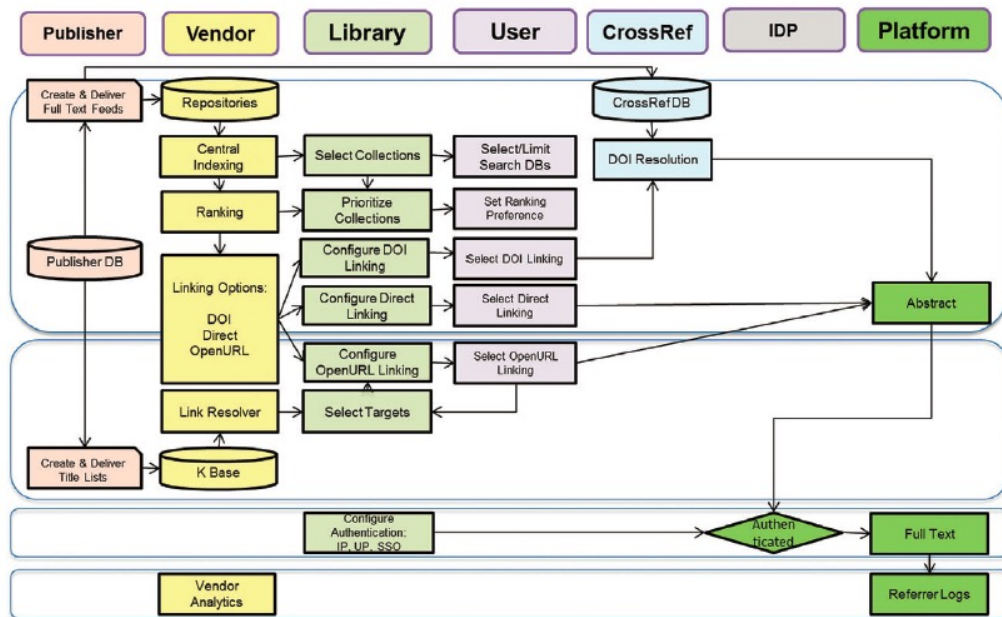 Publisher
Vendor
Library
User
CrossRef
IDP
Platform
Create & Deliver
Full Text Feeds
Repositories
CrossRefDB
Central
Indexing
Select Collections
Select/Limit
Search DBs
DOI Resolution
Ranking
Prioritize
Collections
Set Ranking
Preference
Publisher DB
Linking Options:
DOI
Direct
OpenURL
Configure DOI
Linking
Select DOI Linking
Configure Direct
Linking
Select Direct
Linking
Abstract
Configure
OpenURL Linking
Select OpenURL
Linking
Link Resolver
Select Targets
Create & Deliver
Title Lists
K Base
Configure
Authentication:
IP, UP, SSO
Authen
ticated
Full Text
Vendor
Analytics
Referrer Logs